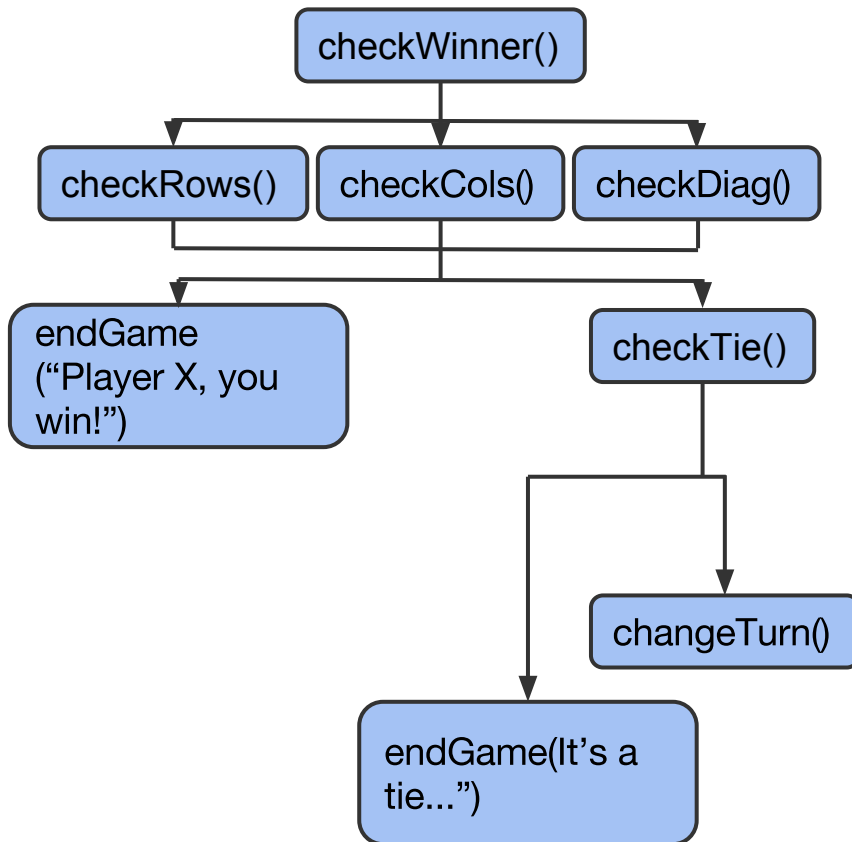 checkWinner()
checkRows()
checkCols()
checkDiag()
endGame
(“Player X, you
win!”)
checkTie()
changeTurn()
endGame(It’s a
tie...”)